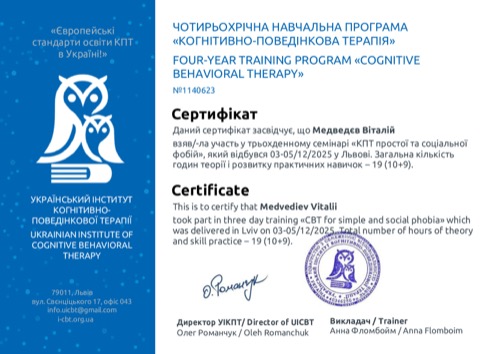 «Європейські
стандарти освіти КПТ
в Україні!»
УКРАЇНСЬКИЙ ІНСТИТУТ
КОГНІТИВНО-
ПОВЕДІНКОВОЇ ТЕРАПІЇ
UKRAINIAN INSTITUTE OF
COGNITIVE BEHAVIORAL
THERAPY
79011, Львів
вул. Свєнціцького 17, офіс 043
info.uicbt@gmail.com
i-cbt.org.ua
ЧОТИРЬОХРІЧНА НАВЧАЛЬНА ПРОГРАМА
«КОГНІТИВНО-ПОВЕДІНКОВА ТЕРАПІЯ»
FOUR-YEAR TRAINING PROGRAM «COGNITIVE
BEHAVIORAL THERAPY»
№1140623
Сертифікат
Даний сертифікат засвідчує, що Медведєв Віталій
взяв/-ла участь у трьохденному семінарі «КПТ простої та соціальної
фобій», який відбувся 03-05/12/2025 у Львові. Загальна кількість
годин теорії і розвитку практичних навичок – 19 (10+9).
Certificate
This is to certify that Medvediev Vitalii
took part in three day training «CBT for simple and social phobia» which
was delivered in Lviv on 03-05/12/2025. Total number of hours of theory
and skill practice – 19 (10+9).
О. Романчук
Директор УІКПТ/ Director of UICBT
Олег Романчук / Oleh Romanchuk
Викладач / Trainer
Анна Фломбойм / Anna Flomboim